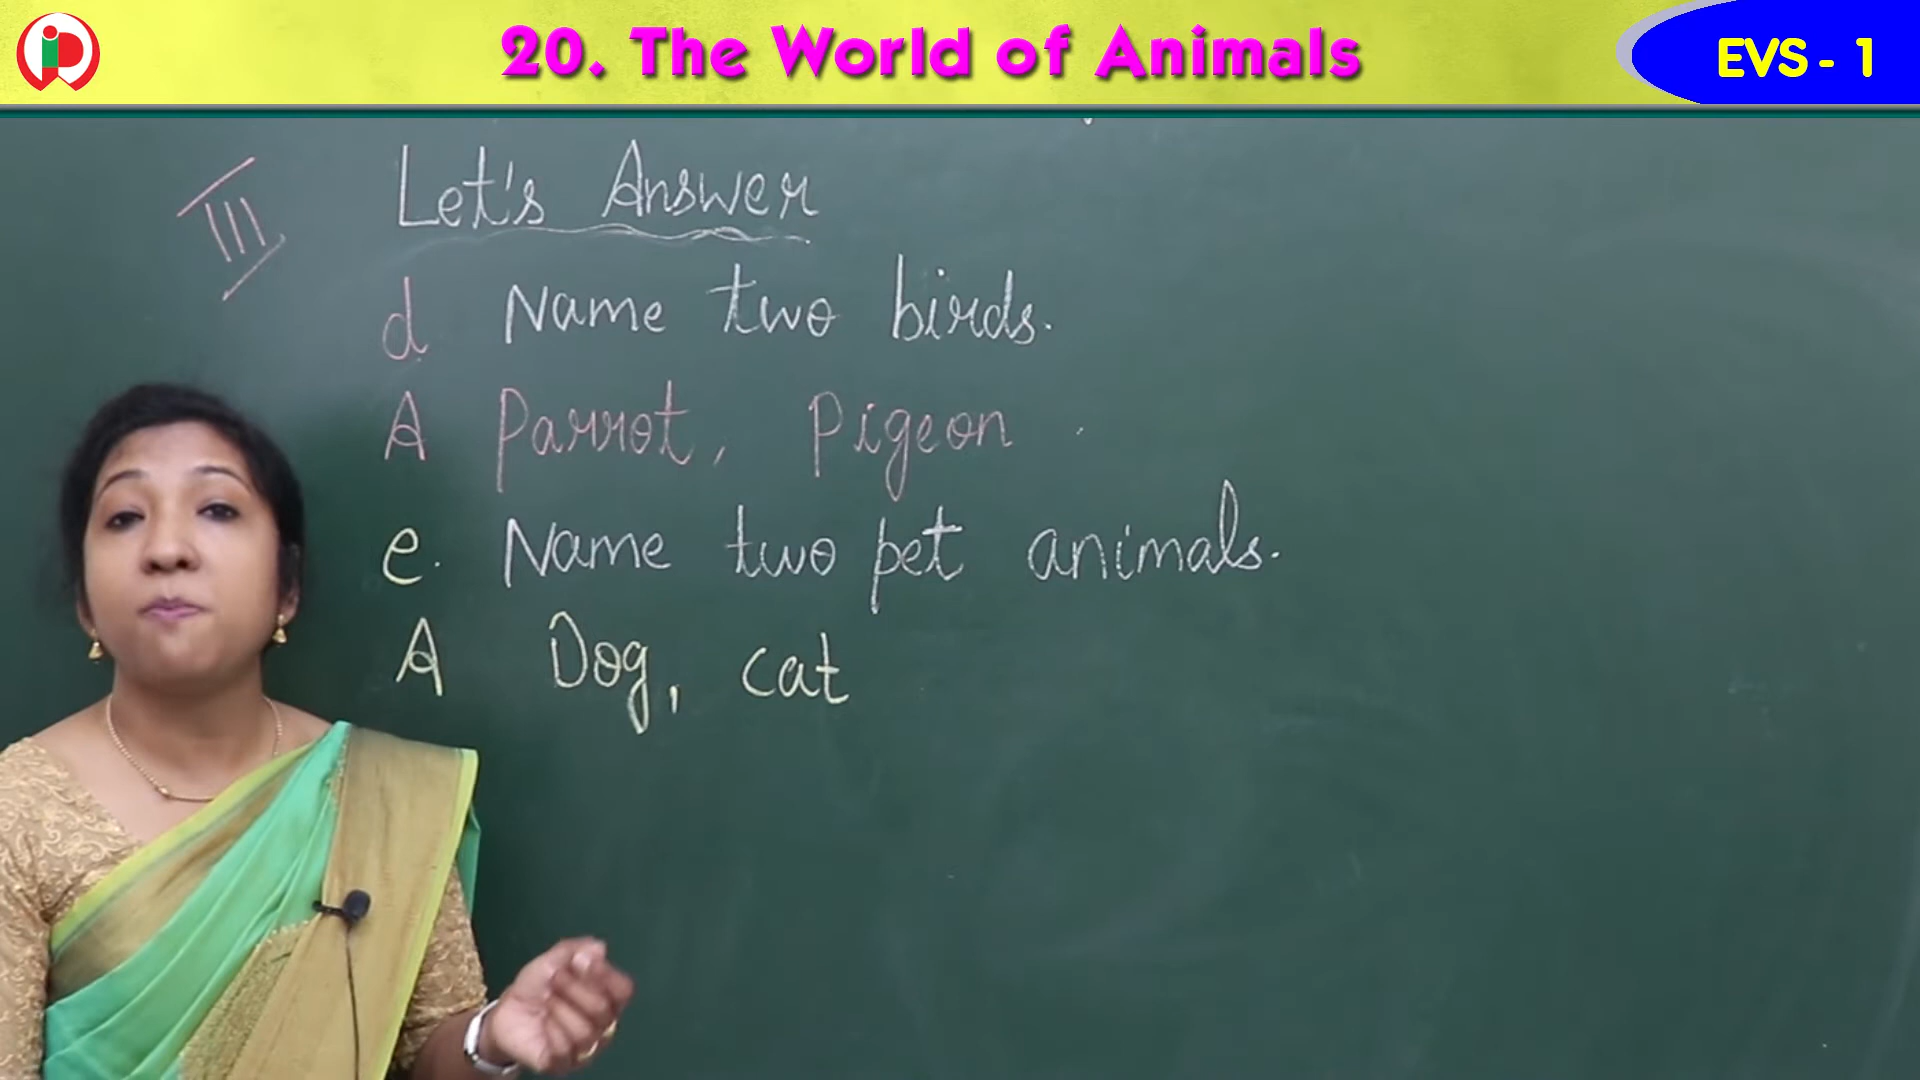 20. The World of Animals
EVS - 1
III Let's Answer
d Name two birds.
A Parrot, Pigeon
e. Name two pet animals.
A Dog, cat